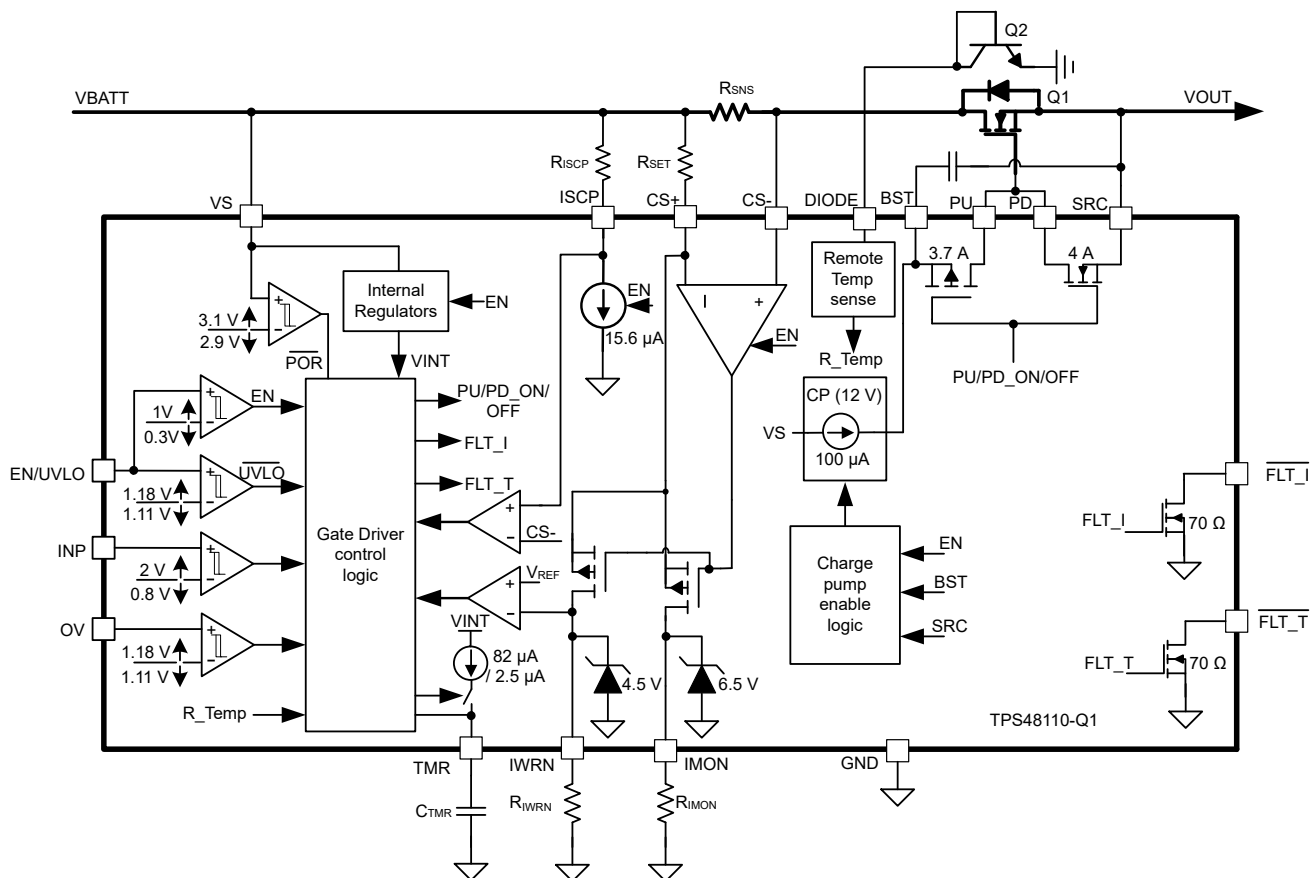 Q2
RSNS
VBATT
Q1
VOUT
RISCP
RSET
VS
ISCP
CS+
CS-
DIODE
BST
PU
PD
SRC
3.7 A
4 A
Remote
Temp
sense
Internal
Regulators
EN
EN
I
+
3.1 V
2.9 V
+
−
15.6 µA
EN
R_Temp
POR
VINT
PU/PD_ON/OFF
CP (12 V)
VS
100 µA
EN
1V
0.3V
+
−
PU/PD_ON/
OFF
FLT_I
EN/UVLO
UVLO
1.18 V
1.11 V
+
−
FLT_T
+
−
CS-
FLT_I
FLT_I
70 Ω
Gate Driver
control
logic
INP
2 V
0.8 V
+
−
VREF
+
−
Charge
pump
enable
logic
EN
BST
SRC
OV
1.18 V
1.11 V
+
−
VINT
82 µA
/ 2.5 µA
4.5 V
6.5 V
FLT_T
FLT_T
70 Ω
R_Temp
TPS48110-Q1
TMR
IWRN
IMON
GND
CTMR
RIWRN
RIMON